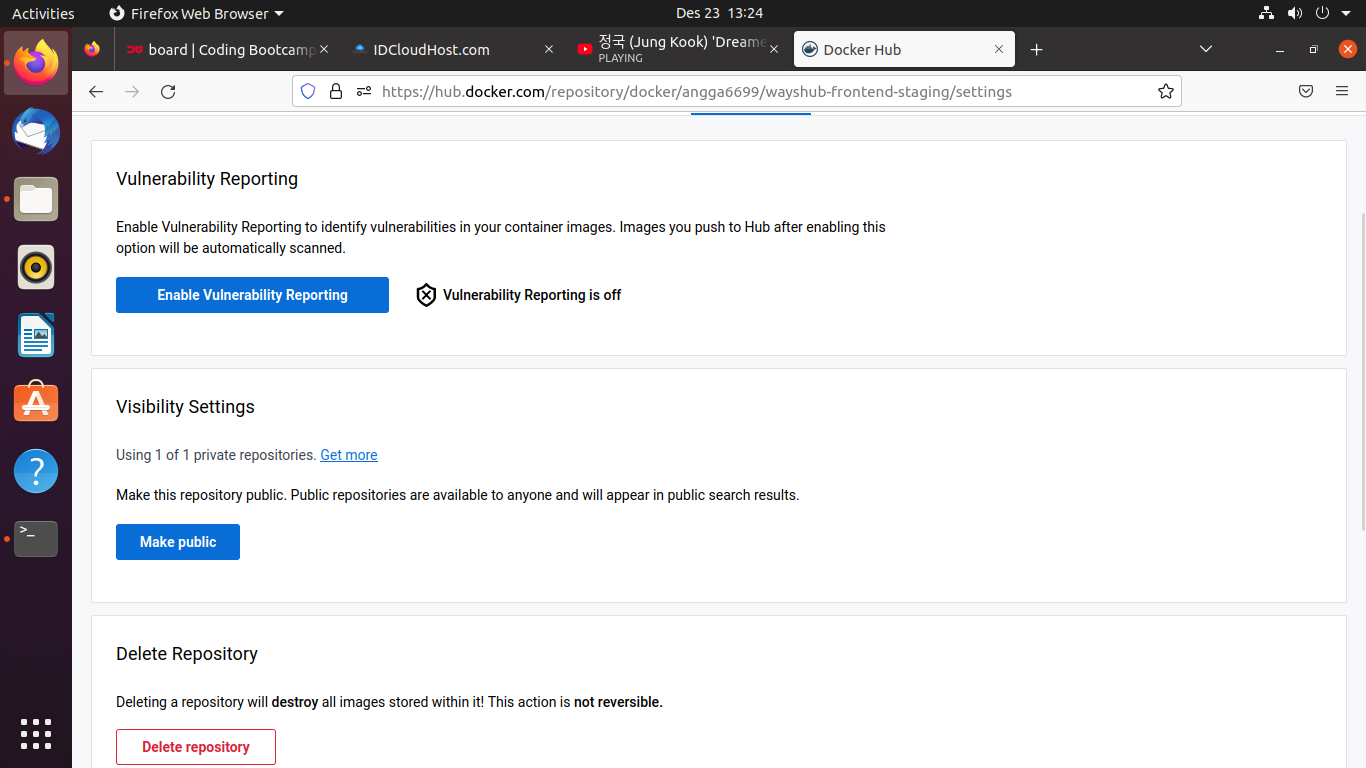 Activities
Firefox Web Browser
Des 23 13:24
board | Coding Bootcamp
IDCloudHost.com
정국 (Jung Kook) 'Dreame
PLAYING
Docker Hub
https://hub.docker.com/repository/docker/angga6699/wayshub-frontend-staging/settings
Vulnerability Reporting
Enable Vulnerability Reporting to identify vulnerabilities in your container images. Images you push to Hub after enabling this
option will be automatically scanned.
Enable Vulnerability Reporting
Vulnerability Reporting is off
Visibility Settings
Using 1 of 1 private repositories. Get more
Make this repository public. Public repositories are available to anyone and will appear in public search results.
Make public
Delete Repository
Deleting a repository will destroy all images stored within it! This action is not reversible.
Delete repository